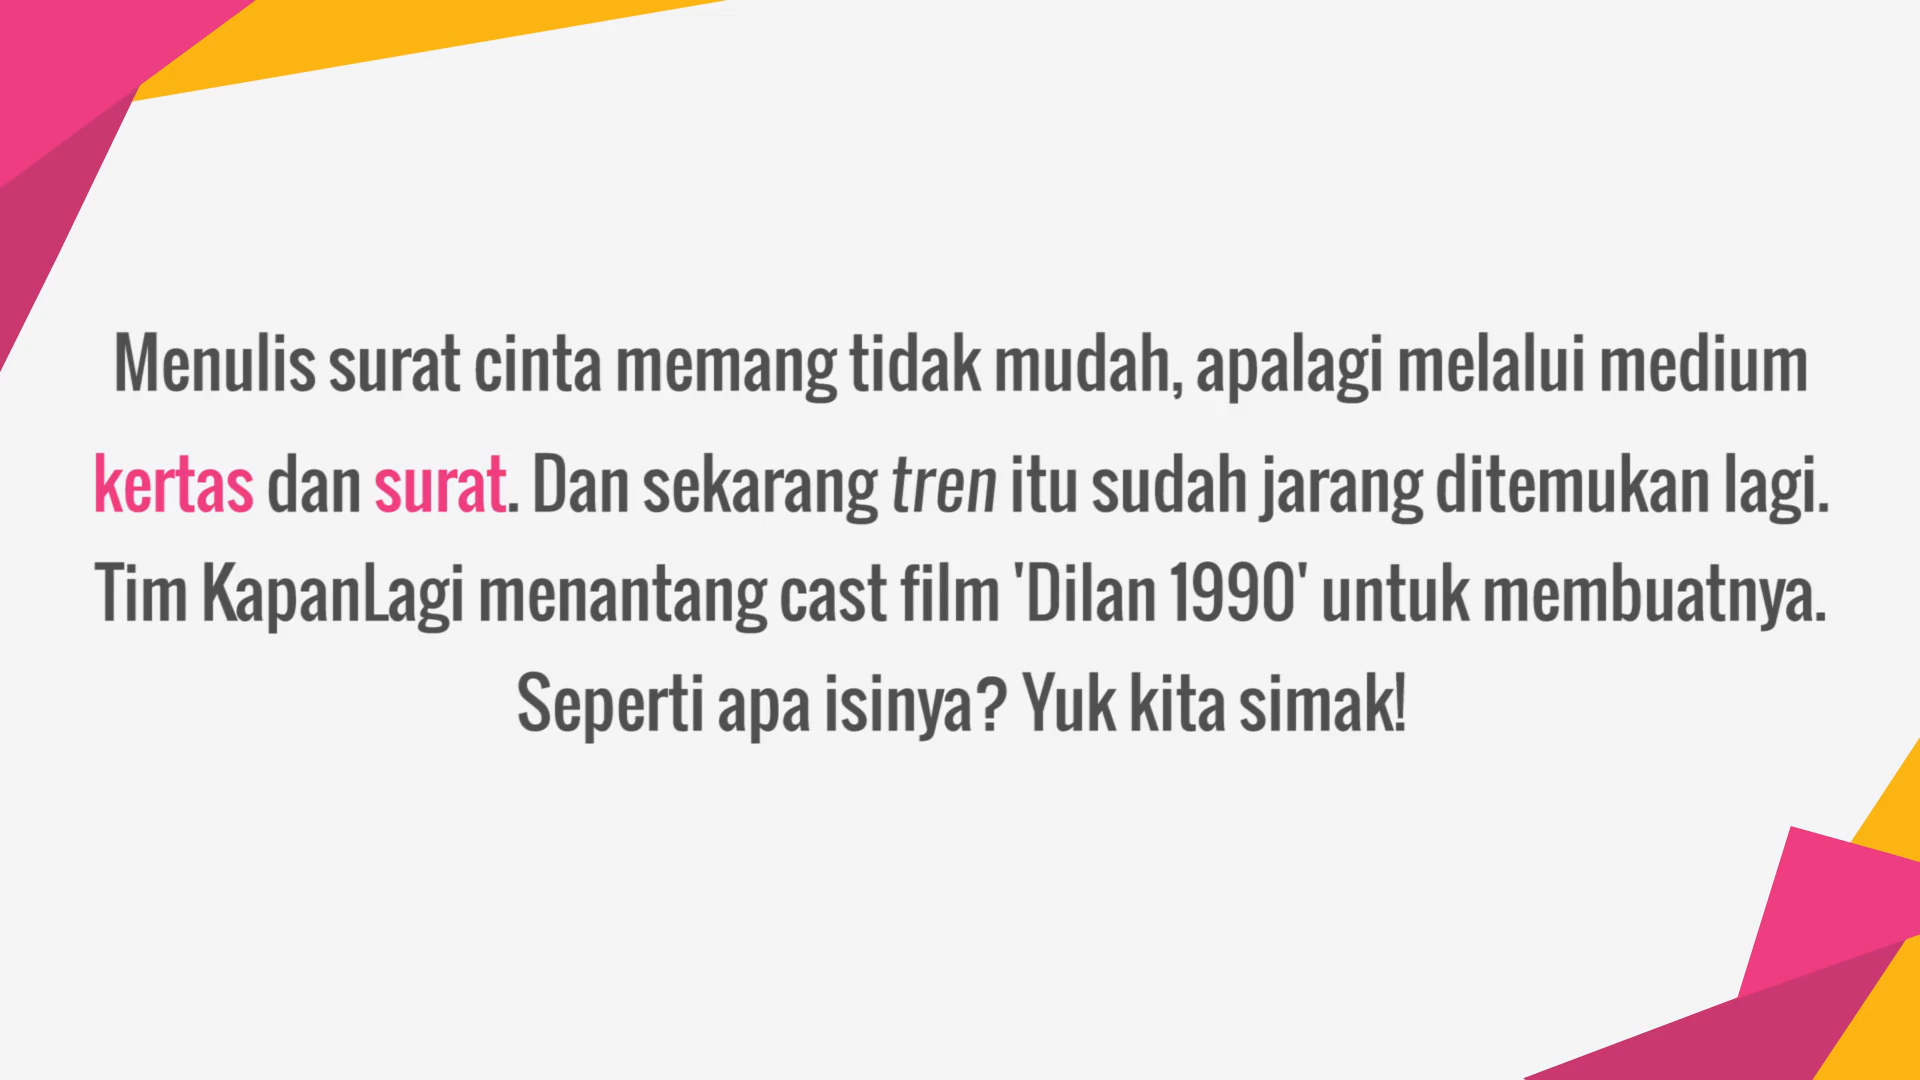 Menulis surat cinta memang tidak mudah, apalagi melalui medium
kertas dan surat. Dan sekarang tren itu sudah jarang ditemukan lagi.
Tim KapanLagi menantang cast film 'Dilan 1990' untuk membuatnya.
Seperti apa isinya? Yuk kita simak!